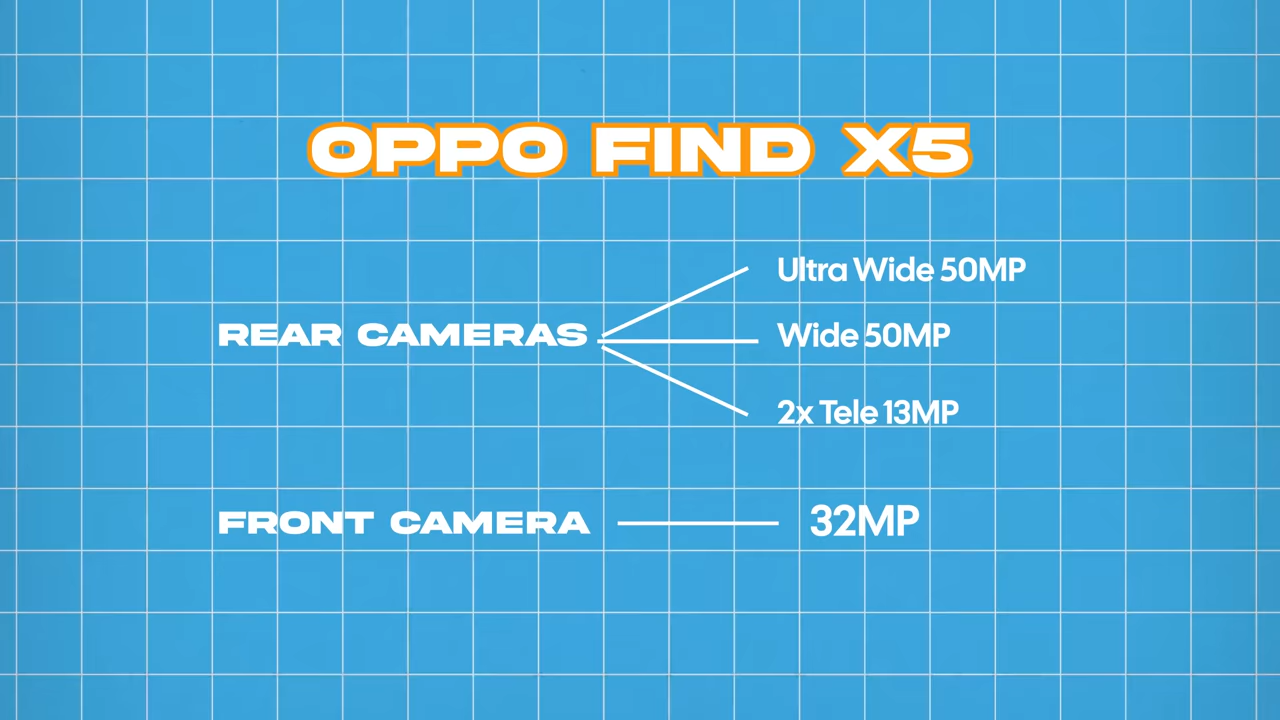 OPPO FIND X5
REAR CAMERAS
Ultra Wide 50MP
Wide 50MP
2x Tele 13MP
FRONT CAMERA
32MP